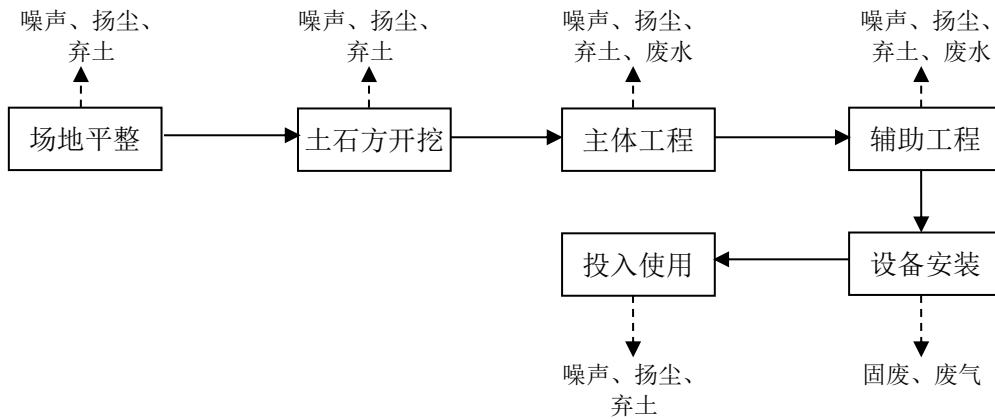 噪声、扬尘、
弃土
噪声、扬尘、
弃土
噪声、扬尘、
弃土、废水
噪声、扬尘、
弃土、废水
场地平整
土石方开挖
主体工程
辅助工程
投入使用
设备安装
噪声、扬尘、
弃土
固废、废气